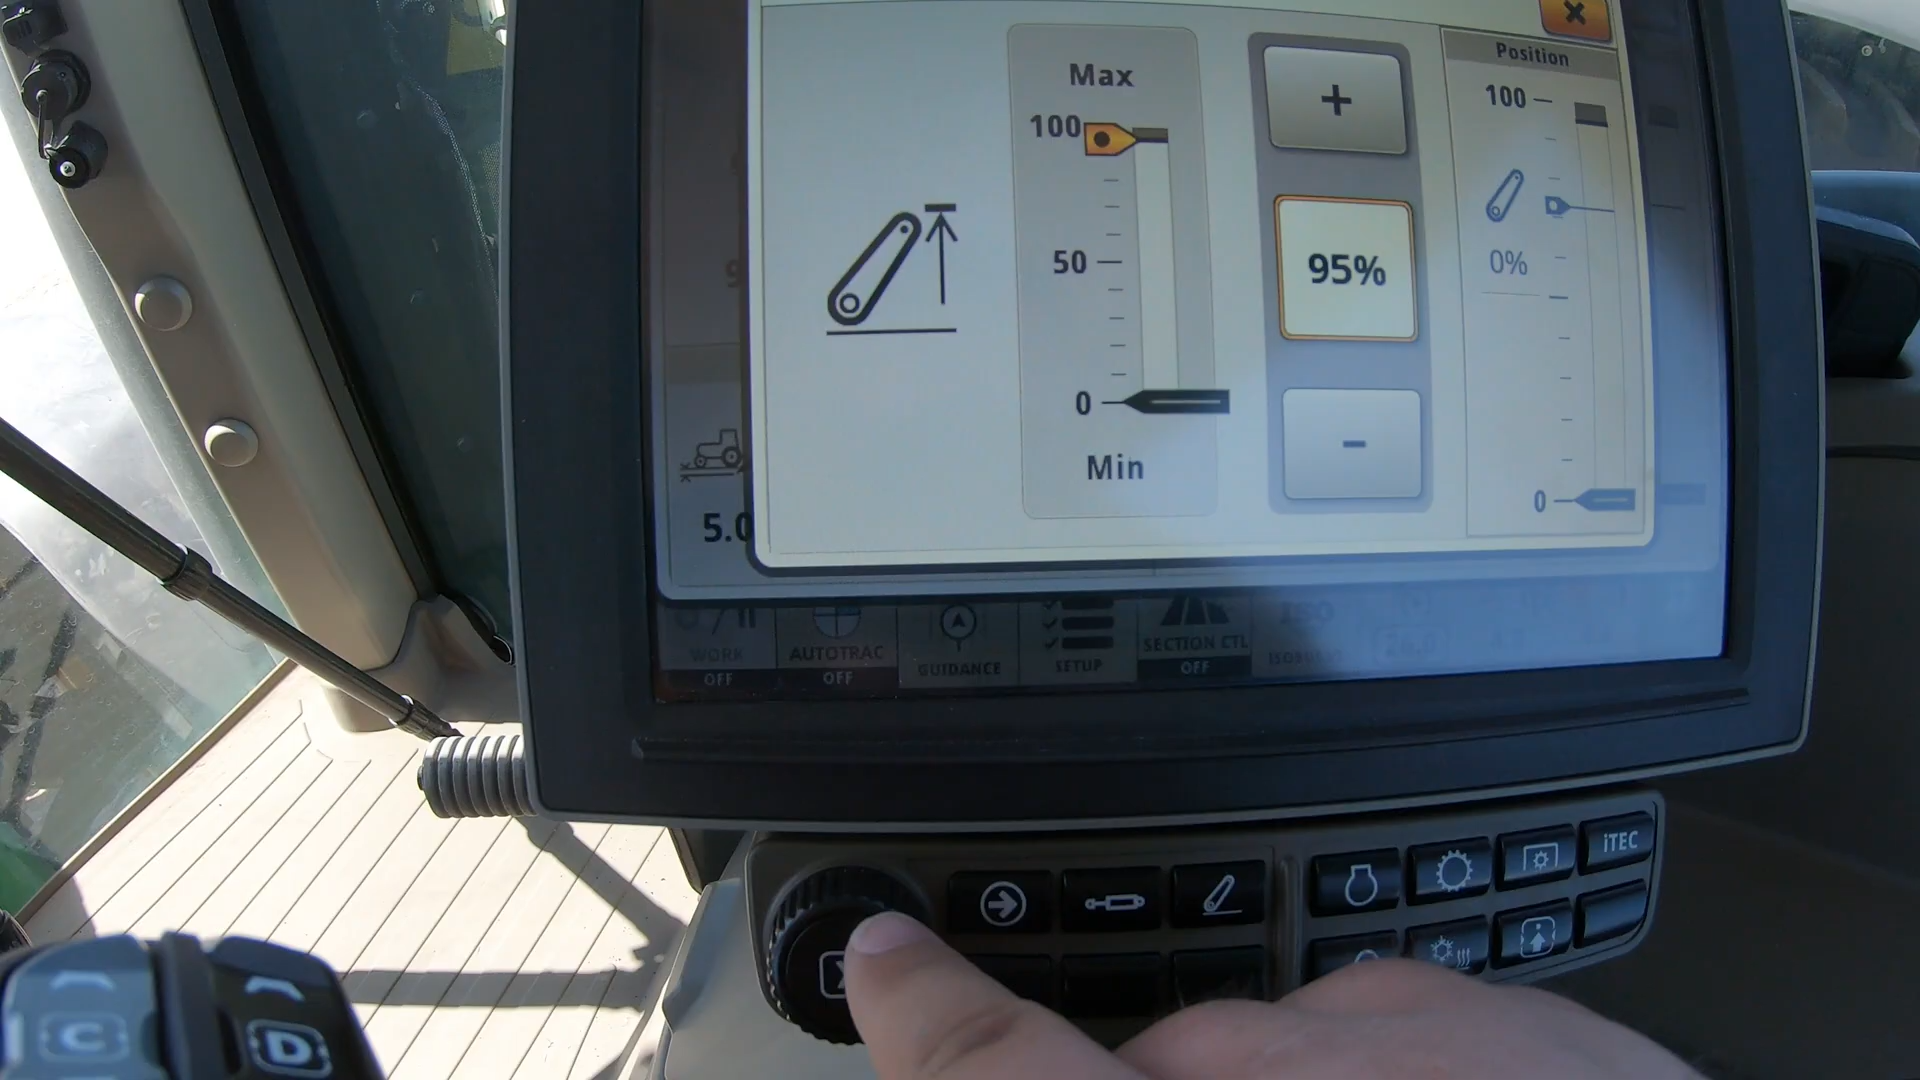 Position
Max
100
100
+
50
95%
0%
0
-
Min
0
5.0
WORK
OFF
AUTOTRAC
OFF
GUIDANCE
SETUP
SECTION CTL
OFF
iTEC
C
D